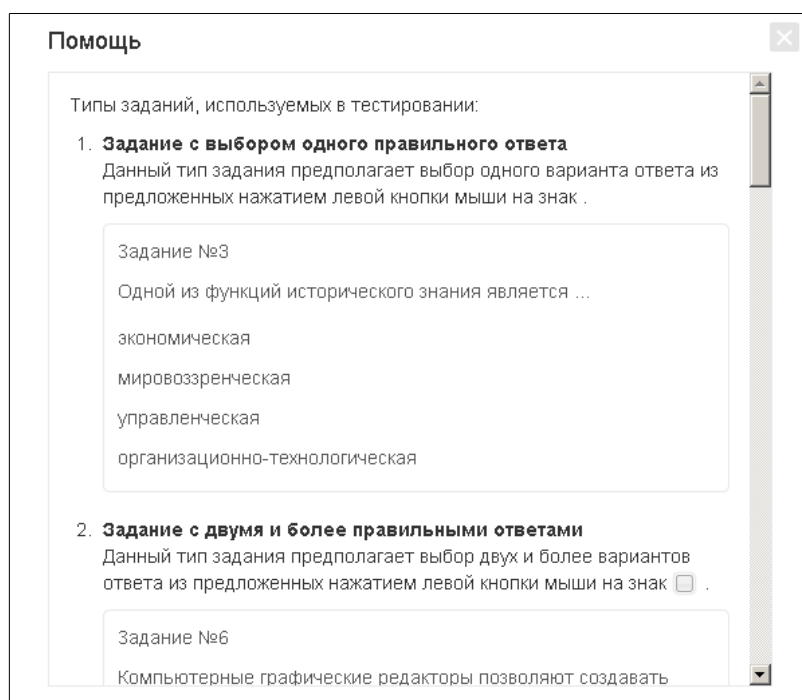 Помощь
Типы заданий, используемых в тестировании:
1. Задание с выбором одного правильного ответа
Данный тип задания предполагает выбор одного варианта ответа из
предложенных нажатием левой кнопки мыши на знак .
Задание №3
Одной из функций исторического знания является ...
экономическая
мировоззренческая
управленческая
организационно-технологическая
2. Задание с двумя и более правильными ответами
Данный тип задания предполагает выбор двух и более вариантов
ответа из предложенных нажатием левой кнопки мыши на знак .
Задание №6
Компьютерные графические редакторы позволяют создавать